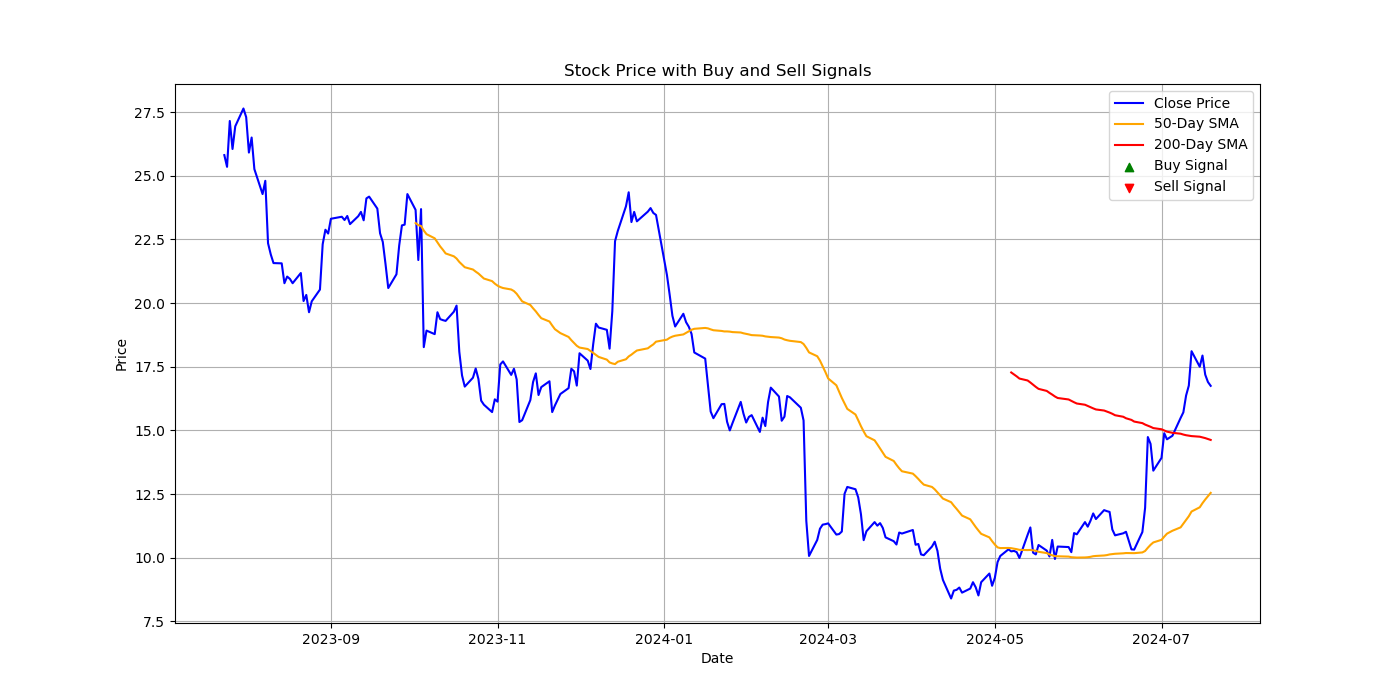 Stock Price with Buy and Sell Signals
Close Price
50-Day SMA
200-Day SMA
Buy Signal
Sell Signal
Price
27.5
25.0
22.5
20.0
17.5
15.0
12.5
10.0
7.5
2023-09
2023-11
2024-01
2024-03
2024-05
2024-07
Date